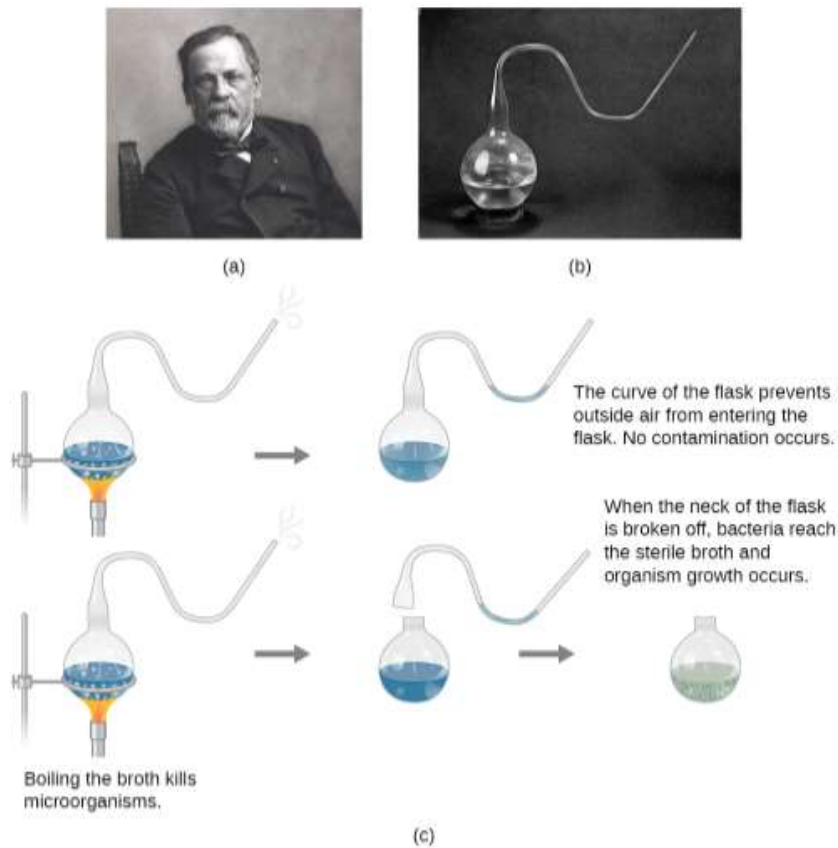 (a)
(b)
The curve of the flask prevents
outside air from entering the
flask. No contamination occurs.
When the neck of the flask
is broken off, bacteria reach
the sterile broth and
organism growth occurs.
Boiling the broth kills
microorganisms.
(c)